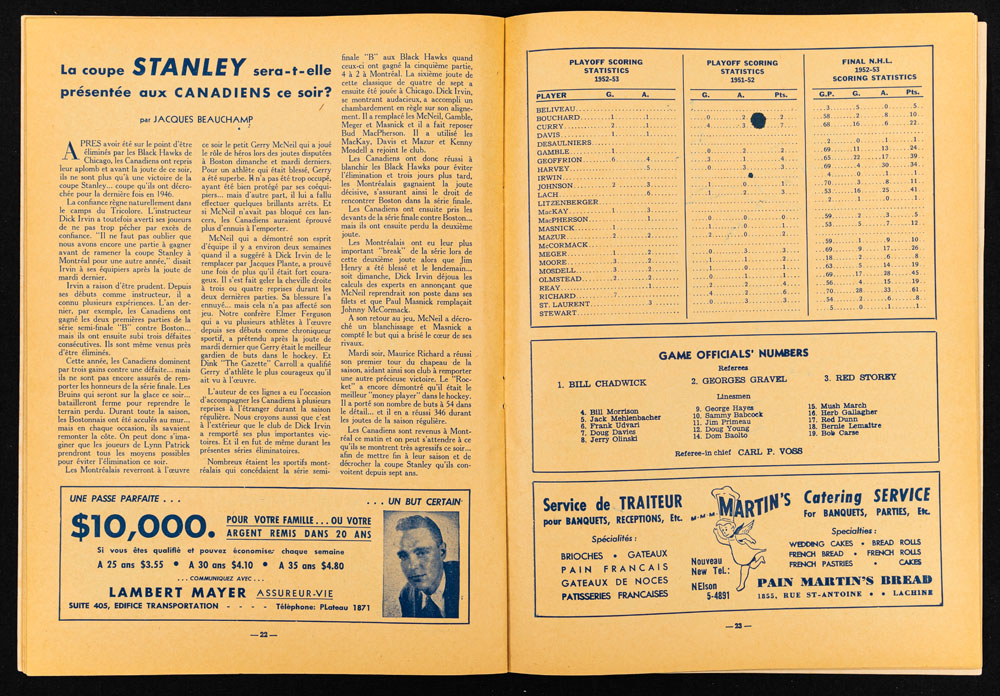 La coupe STANLEY sera-t-elle
présentée aux CANADIENS ce soir?
par JACQUES BEAUCHAMP
APRES avoir été sur le point d'être
éliminés par les Black Hawks de
Chicago, les Canadiens ont repris
leur aplomb et avant la joute de ce soir,
ils ne sont plus qu'à une victoire de la
coupe Stanley... coupe qu'ils ont décro-
chée pour la dernière fois en 1946.
La confiance règne naturellement dans
le camps du Tricolore. L'instructeur
Dick Irvin a toutefois averti ses joueurs
de ne pas trop pécher par excès de
confiance. "Il ne faut pas oublier que
nous avons encore une partie à gagner
avant de ramener la coupe Stanley à
Montréal pour une autre année," disait
Irvin à ses équipiers après la joute de
mardi dernier.
Irvin a raison d'être prudent. Depuis
ses débuts comme instructeur, il a
connu plusieurs expériences. L'an der-
nier, par exemple, les Canadiens ont
gagné les deux premières parties de la
série semi-finale "B" contre Boston...
mais ils ont ensuite subi trois défaites
consécutives. Ils sont même venus près
d'être éliminés.
Cette année, les Canadiens dominent
par trois gains contre une défaite... mais
ils ne sont pas encore assurés de rem-
porter les honneurs de la série finale. Les
Bruins qui seront sur la glace ce soir...
batailleront ferme pour reprendre le
terrain perdu. Durant toute la saison,
les Bostonnais ont été acculés au mur...
mais en chaque occasion, ils savaient
remonter la côte. On peut donc s'ima-
giner que les joueurs de Lynn Patrick
prendront tous les moyens possibles
pour éviter l'élimination ce soir.
Les Montréalais reverront à l'œuvre
ce soir le petit Gerry McNeil qui a joué
le rôle de héros lors des joutes disputées
à Boston dimanche et mardi derniers.
Pour un athlète qui était blessé, Gerry
a été superbe. Il n'a pas été trop occupé,
ayant été bien protégé par ses coéqui-
piers... mais d'autre part, il lui a fallu
effectuer quelques brillants arrêts. Et
si McNeil n'avait pas bloqué ces lan-
cers, les Canadiens auraient éprouvé
plus d'ennuis à l'emporter.
McNeil qui a démontré son esprit
d'équipe il y a environ deux semaines
quand il a suggéré à Dick Irvin de le
remplacer par Jacques Plante, a prouvé
une fois de plus qu'il était fort coura-
geux. Il s'est fait geler la cheville droite
à trois ou quatre reprises durant les
deux dernières parties. Sa blessure l'a
ennuyé... mais cela n'a pas affecté son
jeu. Notre confrère Elmer Ferguson
qui a vu plusieurs athlètes à l'œuvre
depuis ses débuts comme chroniqueur
sportif, a prétendu après la joute de
mardi dernier que Gerry était le meilleur
gardien de buts dans le hockey. Et
Dink "The Gazette" Carroll a qualifié
Gerry d'athlète le plus courageux qu'il
ait vu à l'œuvre.
L'auteur de ces lignes a eu l'occasion
d'accompagner les Canadiens à plusieurs
reprises à l'étranger durant la saison
régulière. Nous croyons aussi que c'est
à l'extérieur que le club de Dick Irvin
a remporté ses plus importantes vic-
toires. Et il en fut de même durant les
présentes séries éliminatoires.
Nombreux étaient les sportifs mont-
réalais qui concédaient la série semi-
finale "B" aux Black Hawks quand
ceux-ci ont gagné la cinquième partie,
4 à 2 à Montréal. La sixième joute de
cette classique de quatre de sept a
ensuite été jouée à Chicago. Dick Irvin,
se montrant audacieux, a accompli un
chambardement en règle sur son aligne-
ment. Il a remplacé les McNeil, Gamble,
Meger et Masnick et il a fait reposer
Bud MacPherson. Il a utilisé les
MacKay, Davis et Mazur et Kenny
Mosdell a rejoint le club.
Les Canadiens ont donc réussi à
blanchir les Black Hawks pour éviter
l'élimination et trois jours plus tard,
les Montréalais gagnaient la joute
décisive, s'assurant ainsi le droit de
rencontrer Boston dans la série finale.
Les Canadiens ont ensuite pris les
devants de la série finale contre Boston...
mais ils ont ensuite perdu la deuxième
joute.
Les Montréalais ont eu leur plus
important "break" de la série lors de
cette deuxième joute alors que Jim
Henry a été blessé et le lendemain...
soit dimanche, Dick Irvin déjoua les
calculs des experts en annonçant que
McNeil reprendrait son poste dans ses
filets et que Paul Masnick remplaçait
Johnny McCormack.
A son retour au jeu, McNeil a décro-
ché un blanchissage et Masnick a
compté le but qui a brisé le cœur de ses
rivaux.
Mardi soir, Maurice Richard a réussi
son premier tour du chapeau de la
saison, aidant ainsi son club à remporter
une autre précieuse victoire. Le "Roc-
ket" a encore démontré qu'il était le
meilleur "money player" dans le hockey.
Il a porté son nombre de buts à 54 dans
le détail... et il en a réussi 346 durant
les joutes de la saison régulière.
Les Canadiens sont revenus à Mont-
réal ce matin et on peut s'attendre à ce
qu'ils se montrent très agressifs ce soir...
afin de mettre fin à leur saison et de
décrocher la coupe Stanley qu'ils con-
voitent depuis sept ans.
UNE PASSE PARFAITE . . .
. . . UN BUT CERTAIN
$10,000. POUR VOTRE FAMILLE... OU VOTRE
ARGENT REMIS DANS 20 ANS
Si vous êtes qualifié et pouvez économiser chaque semaine
A 25 ans $3.55 • A 30 ans $4.10 • A 35 ans $4.80
...COMMUNIQUEZ AVEC...
LAMBERT MAYER ASSUREUR-VIE
SUITE 405, EDIFICE TRANSPORTATION - - - - Téléphone: PLateau 1871
—22—
PLAYOFF SCORING
STATISTICS
1952-53
PLAYOFF SCORING
STATISTICS
1951-52
FINAL N.H.L.
1952-53
SCORING STATISTICS
PLAYER G. A.
G. A. Pts.
G.P. G. A. Pts.
BELIVEAU
BOUCHARD
CURRY
DAVIS
DESAULNIERS
GAMBLE
GEOFFRION
HARVEY
IRWIN
JOHNSON
LACH
LITZENBERGER
MacKAY
MacPHERSON
MASNICK
MAZUR
McCORMACK
MEGER
MOORE
MOSDELL
OLMSTEAD
REAY
RICHARD
ST. LAURENT
STEWART
GAME OFFICIALS' NUMBERS
Referees
1. BILL CHADWICK 2. GEORGES GRAVEL 3. RED STOREY
Linesmen
4. Bill Morrison
5. Jack Mehlenbacher
6. Frank Udvari
7. Doug Davies
8. Jerry Olinski
9. George Hayes
10. Sammy Babcock
11. Jim Primeau
12. Doug Young
14. Dom Baolto
15. Mush March
16. Herb Gallagher
17. Red Dunn
18. Bernie Lemaître
19. Bob Carse
Referee-in chief CARL P. VOSS
Service de TRAITEUR
pour BANQUETS, RECEPTIONS, Etc.
Spécialités :
BRIOCHES • GATEAUX
PAIN FRANCAIS
GATEAUX DE NOCES
PATISSERIES FRANCAISES
M-M-M- MARTIN'S
Nouveau
New Tel.:
NElson
5-4891
Catering SERVICE
For BANQUETS, PARTIES, Etc.
Specialties :
WEDDING CAKES • BREAD ROLLS
FRENCH BREAD • FRENCH ROLLS
FRENCH PASTRIES • CAKES
PAIN MARTIN'S BREAD
1855, RUE ST-ANTOINE • • LACHINE
—23—